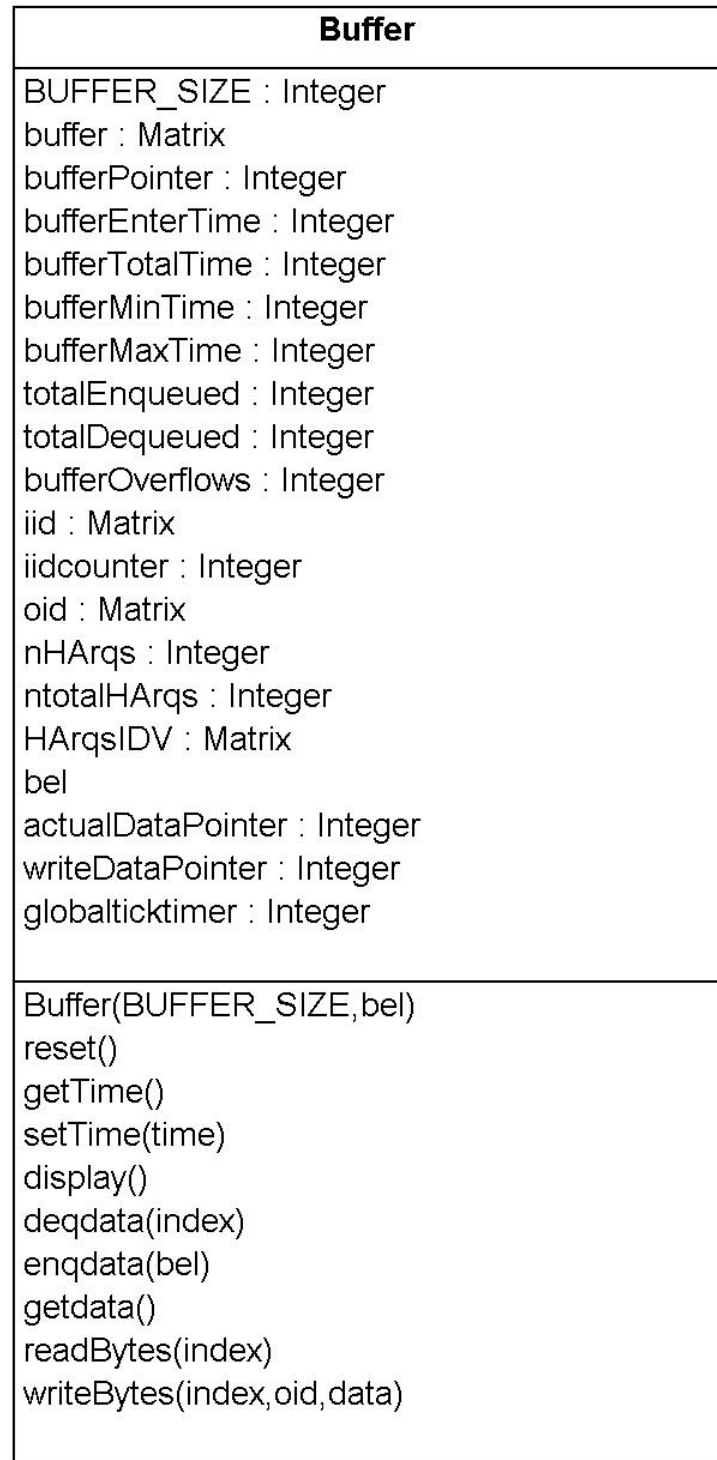 Buffer
BUFFER_SIZE : Integer
buffer : Matrix
bufferPointer : Integer
bufferEnterTime : Integer
bufferTotalTime : Integer
bufferMinTime : Integer
bufferMaxTime : Integer
totalEnqueued : Integer
totalDequeued : Integer
bufferOverflows : Integer
iid : Matrix
iidcounter : Integer
oid : Matrix
nHArqs : Integer
ntotalHArqs : Integer
HArqsIDV : Matrix
bel
actualDataPointer : Integer
writeDataPointer : Integer
globalticktimer : Integer
Buffer(BUFFER_SIZE,bel)
reset()
getTime()
setTime(time)
display()
deqdata(index)
enqdata(bel)
getdata()
readBytes(index)
writeBytes(index,oid,data)